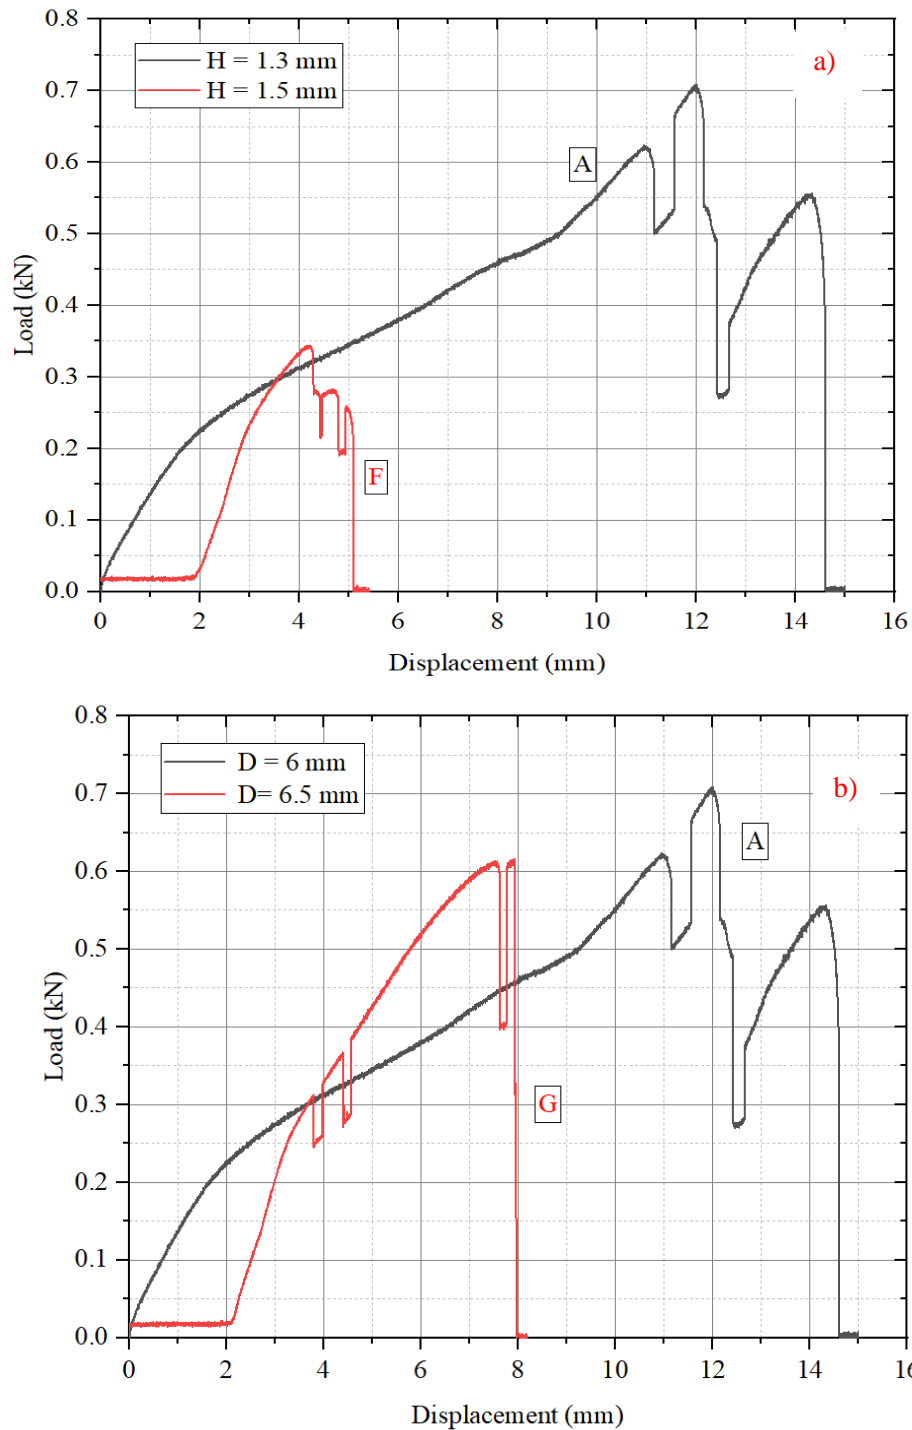 0.8
H = 1.3 mm
H = 1.5 mm
a)
0.7
A
0.6
0.5
Load (kN)
0.4
0.3
F
0.2
0.1
0.0
0 2 4 6 8 10 12 14 16
Displacement (mm)
0.8
D = 6 mm
D= 6.5 mm
b)
0.7
A
0.6
0.5
Load (kN)
0.4
0.3
G
0.2
0.1
0.0
0 2 4 6 8 10 12 14 16
Displacement (mm)